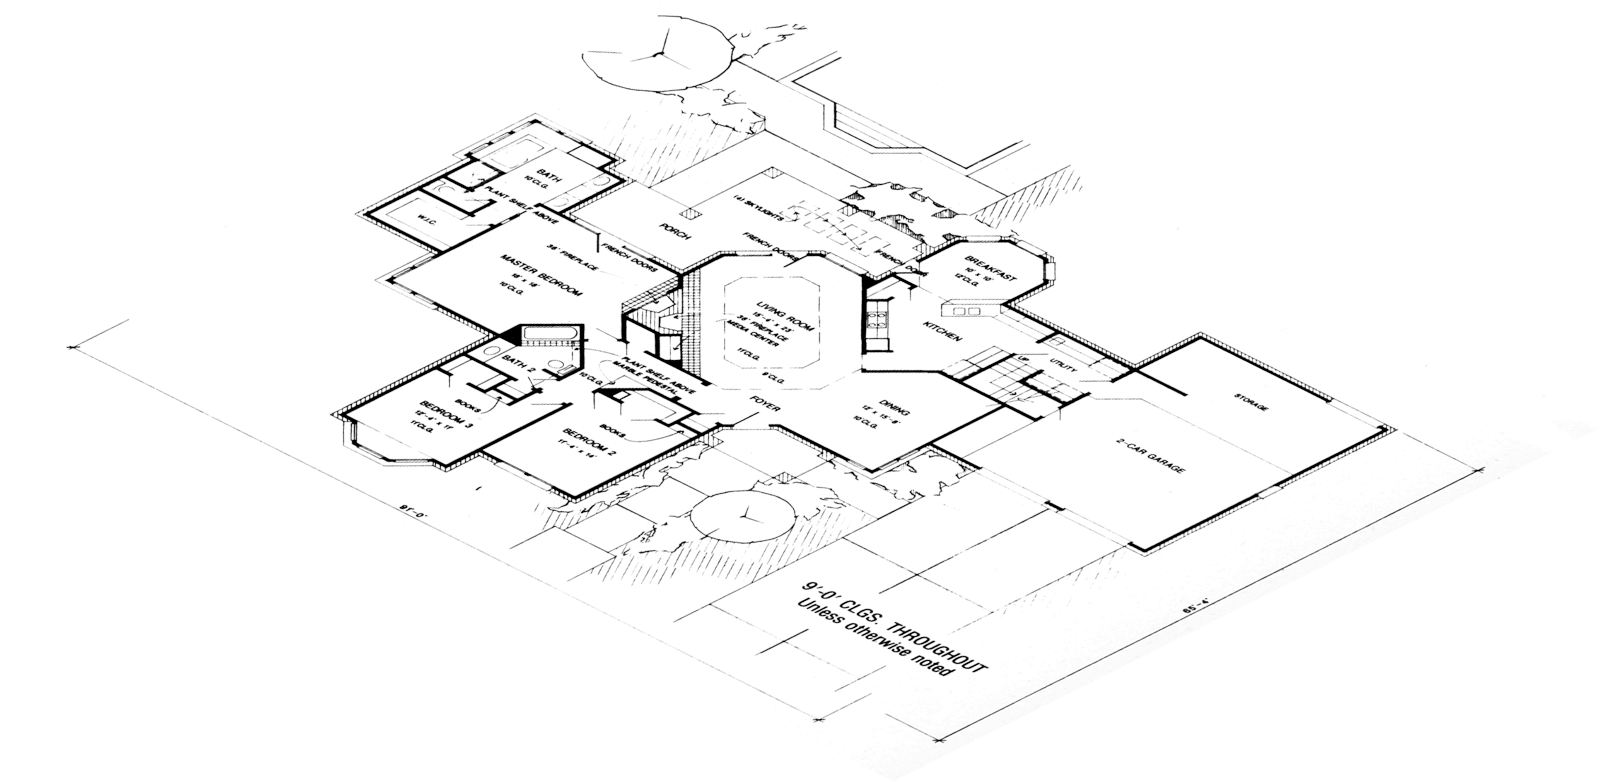 BATH
10' CLG.
PLANT SHELF ABOVE
W.I.C.
PORCH
(4) SKYLIGHTS
FRENCH DOORS
36" FIREPLACE
FRENCH DOORS
MASTER BEDROOM
16' x 18'
10' CLG.
FRENCH DOORS
BREAKFAST
10' x 10'
12' CLG.
LIVING ROOM
15'-4" x 23'
36" FIREPLACE
MEDIA CENTER
11' CLG.
9' CLG.
KITCHEN
UP
UTILITY
BATH 2
10' CLG.
PLANT SHELF ABOVE
MARBLE PEDESTAL
FOYER
DINING
12' x 15'-8"
10' CLG.
STORAGE
2-CAR GARAGE
BOOKS
BEDROOM 3
12'-4" x 11'
11' CLG.
BOOKS
BEDROOM 2
11'-4" x 14'
91'-0"
65'-4"
9'-0' CLGS. THROUGHOUT
Unless otherwise noted